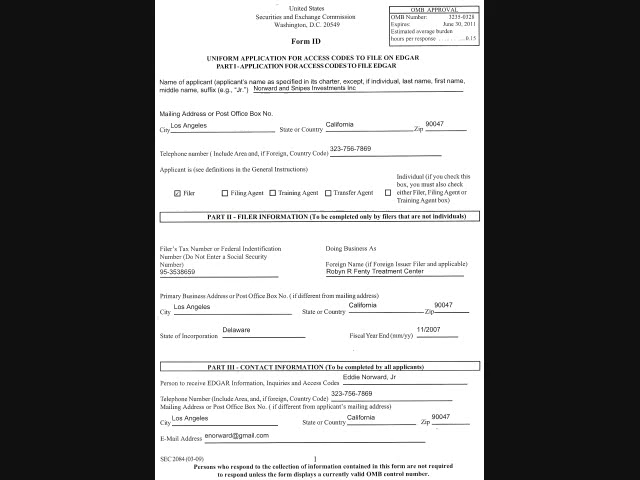 United States
Securities and Exchange Commission
Washington, D.C. 20549
Form ID
OMB APPROVAL
OMB Number: 3235-0328
Expires: June 30, 2011
Estimated average burden
hours per response . . . . . . . . 0.15
UNIFORM APPLICATION FOR ACCESS CODES TO FILE ON EDGAR
PART I - APPLICATION FOR ACCESS CODES TO FILE EDGAR
Name of applicant (applicant's name as specified in its charter, except, if individual, last name, first name,
middle name, suffix (e.g., "Jr.") Norward and Snipes Investments Inc
Mailing Address or Post Office Box No.
City Los Angeles State or Country California Zip 90047
Telephone number ( Include Area and, if Foreign, Country Code) 323-756-7869
Applicant is (see definitions in the General Instructions)
Filer Filing Agent Training Agent Transfer Agent
Individual (if you check this
box, you must also check
either Filer, Filing Agent or
Training Agent box)
PART II - FILER INFORMATION (To be completed only by filers that are not individuals)
Filer's Tax Number or Federal Indentification
Number (Do Not Enter a Social Security
Number)
95-3538659
Doing Business As
Foreign Name (if Foreign Issuer Filer and applicable)
Robyn R Fenty Treatment Center
Primary Business Address or Post Office Box No. ( if different from mailing address)
City Los Angeles State or Country California Zip 90047
State of Incorporation Delaware Fiscal Year End (mm/yy) 11/2007
PART III - CONTACT INFORMATION (To be completed by all applicants)
Person to receive EDGAR Information, Inquiries and Access Codes Eddie Norward, Jr
Telephone Number (Include Area, and, if foreign, Country Code) 323-756-7869
Mailing Address or Post Office Box No. ( if different from applicant's mailing address)
City Los Angeles State or Country California Zip 90047
E-Mail Address enorward@gmail.com
SEC 2084 (03-09) 1
Persons who respond to the collection of information contained in this form are not required
to respond unless the form displays a currently valid OMB control number.